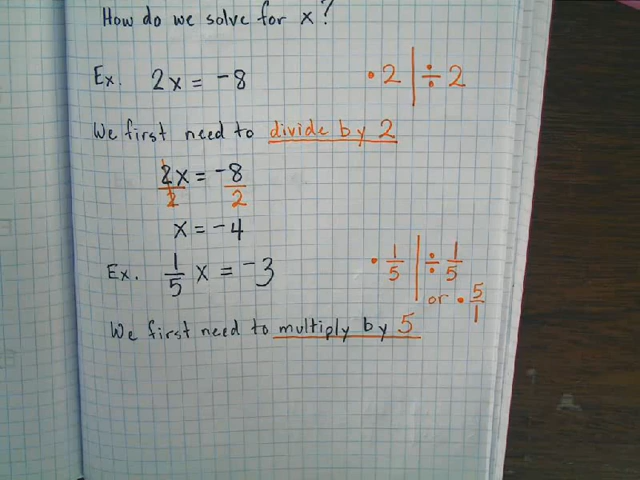 How do we solve for x?
Ex. 2x = -8
·2 | ÷2
We first need to divide by 2
2x = -8
2 2
x = -4
Ex. 1/5 x = -3
·1/5 | ÷1/5
or ·5/1
We first need to multiply by 5